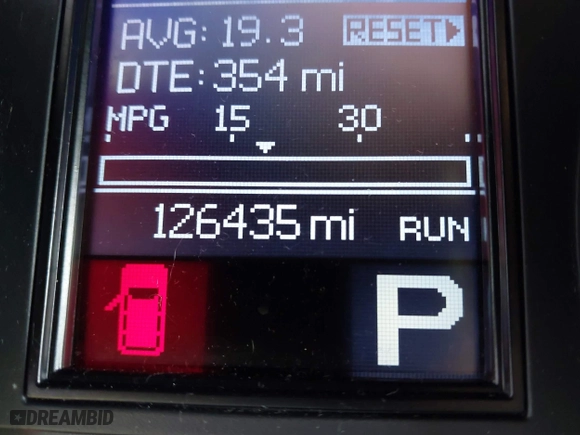 AVG: 19.3 RESET
DTE: 354 mi
MPG 15 30
126435 mi RUN
P
DREAMBID